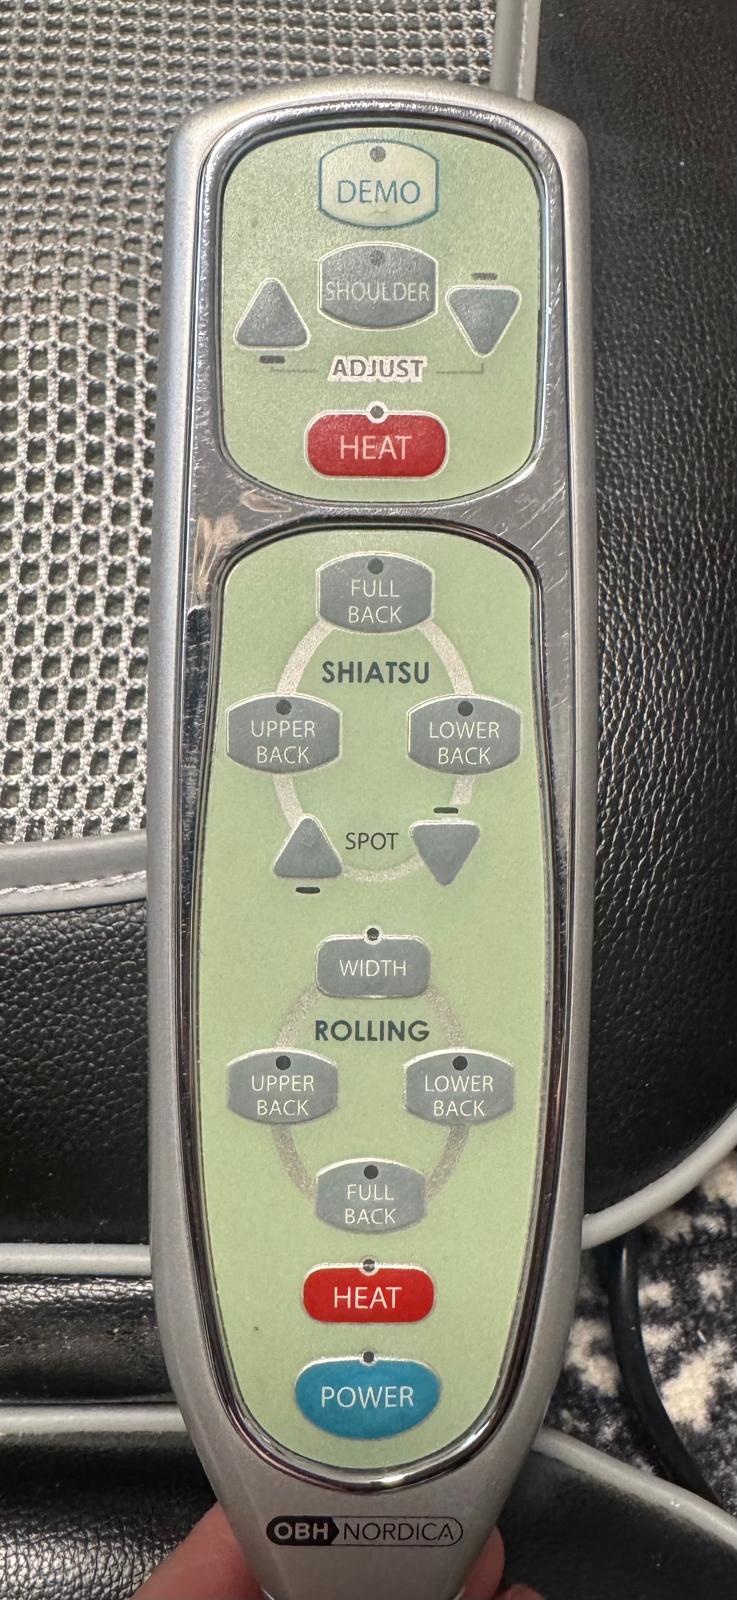 DEMO
SHOULDER
ADJUST
HEAT
FULL
BACK
SHIATSU
UPPER
BACK
LOWER
BACK
SPOT
WIDTH
ROLLING
UPPER
BACK
LOWER
BACK
FULL
BACK
HEAT
POWER
OBH NORDICA